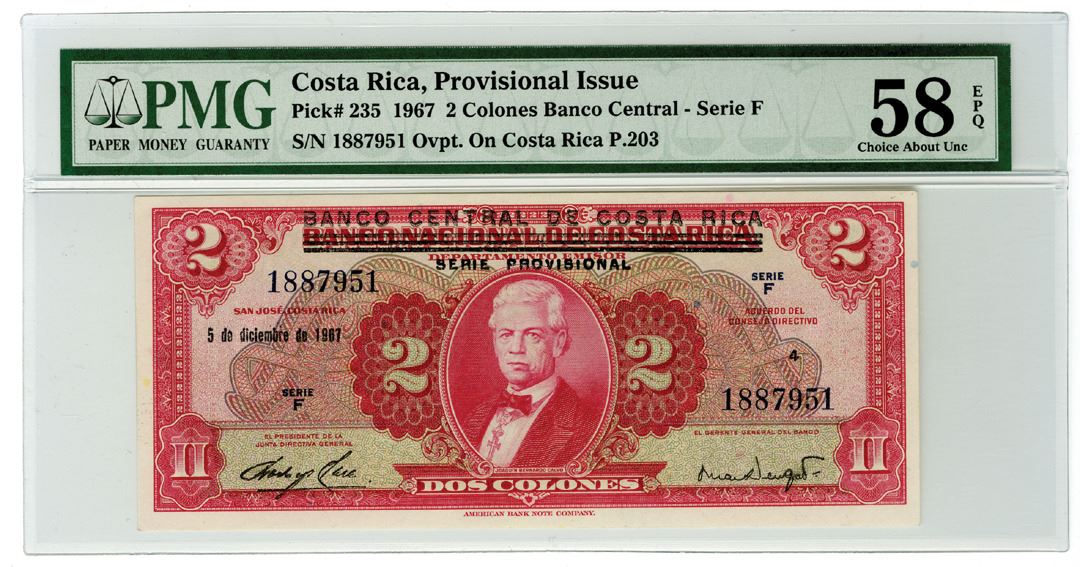 PMG
PAPER MONEY GUARANTY
Costa Rica, Provisional Issue
Pick# 235 1967 2 Colones Banco Central - Serie F
S/N 1887951 Ovpt. On Costa Rica P.203
58 EPQ
Choice About Unc
BANCO CENTRAL DE COSTA RICA
BANCO NACIONAL DE COSTA RICA
DEPARTAMENTO EMISOR
SERIE PROVISIONAL
2
2
1887951
SERIE
F
SAN JOSÉ, COSTA RICA
5 de diciembre de 1967
ACUERDO DEL
CONSEJO DIRECTIVO
4
2
2
SERIE
F
1887951
EL PRESIDENTE DE LA
JUNTA DIRECTIVA GENERAL
EL GERENTE GENERAL DEL BANCO
II
II
JOAQUIN BERNARDO CALVO
DOS COLONES
AMERICAN BANK NOTE COMPANY.